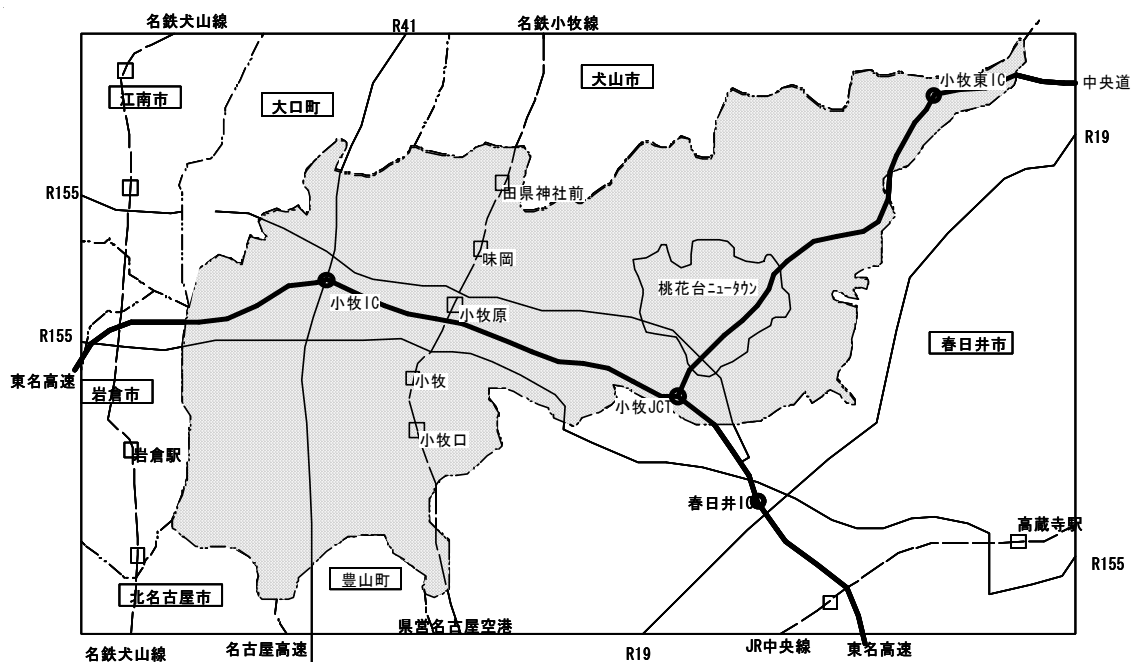 名鉄犬山線
R41
名鉄小牧線
小牧東IC
中央道
犬山市
江南市
大口町
R19
R155
田県神社前
味岡
桃花台ニュータウン
小牧IC
小牧原
R155
春日井市
東名高速
岩倉市
小牧
小牧JCT
小牧口
岩倉駅
春日井IC
高蔵寺駅
R155
豊山町
北名古屋市
県営名古屋空港
名鉄犬山線
名古屋高速
R19
JR中央線
東名高速